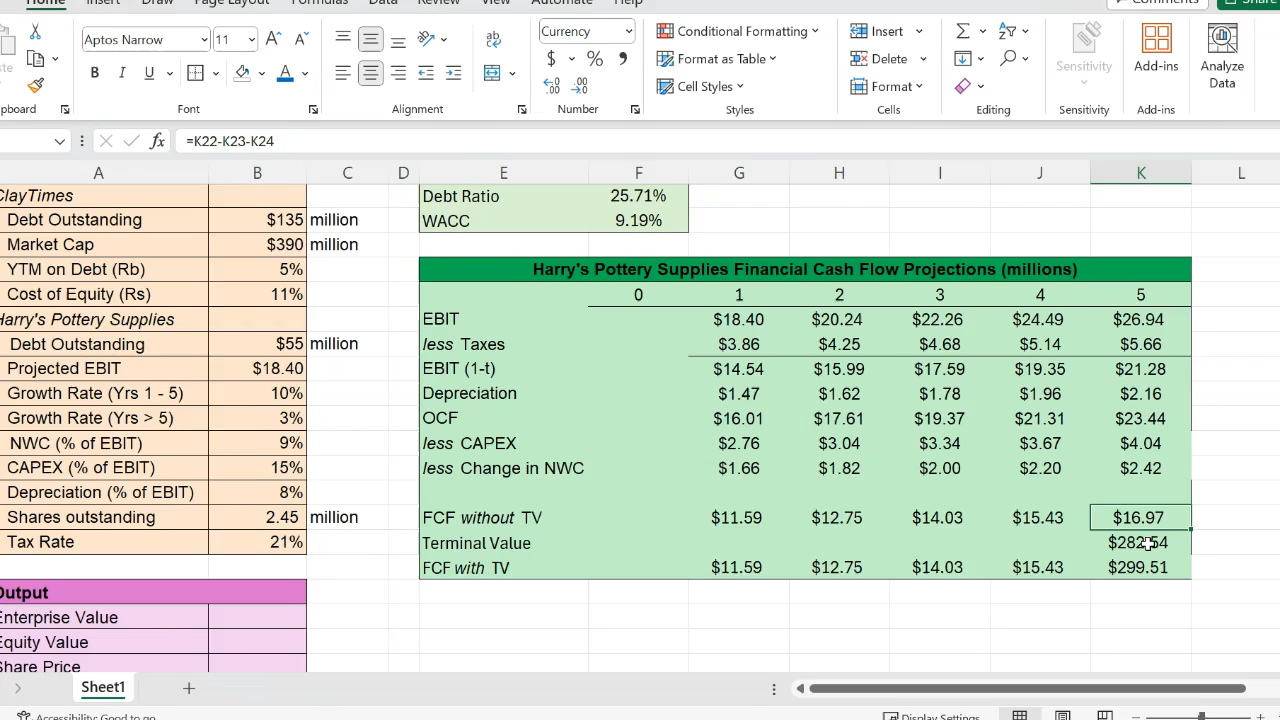 Home Insert Draw Page Layout Formulas Data Review View Automate Help Comments Share
Aptos Narrow 11 A A ab Currency Conditional Formatting Insert
B I U A $ % Format as Table Delete
Cell Styles Format Sensitivity Add-ins Analyze Data
Font Alignment Number Styles Cells Editing Sensitivity Add-ins
fx =K22-K23-K24
A B C D E F G H I J K L
Debt Ratio 25.71%
Debt Outstanding $135 million WACC 9.19%
Market Cap $390 million
YTM on Debt (Rb) 5% Harry's Pottery Supplies Financial Cash Flow Projections (millions)
Cost of Equity (Rs) 11% 0 1 2 3 4 5
EBIT $18.40 $20.24 $22.26 $24.49 $26.94
Debt Outstanding $55 million less Taxes $3.86 $4.25 $4.68 $5.14 $5.66
Projected EBIT $18.40 EBIT (1-t) $14.54 $15.99 $17.59 $19.35 $21.28
Growth Rate (Yrs 1 - 5) 10% Depreciation $1.47 $1.62 $1.78 $1.96 $2.16
Growth Rate (Yrs > 5) 3% OCF $16.01 $17.61 $19.37 $21.31 $23.44
NWC (% of EBIT) 9% less CAPEX $2.76 $3.04 $3.34 $3.67 $4.04
CAPEX (% of EBIT) 15% less Change in NWC $1.66 $1.82 $2.00 $2.20 $2.42
Depreciation (% of EBIT) 8%
Shares outstanding 2.45 million FCF without TV $11.59 $12.75 $14.03 $15.43 $16.97
Tax Rate 21% Terminal Value $282.54
FCF with TV $11.59 $12.75 $14.03 $15.43 $299.51
Output
Enterprise Value
Equity Value
Share Price
Sheet1
Accessibility: Good to go Display Settings